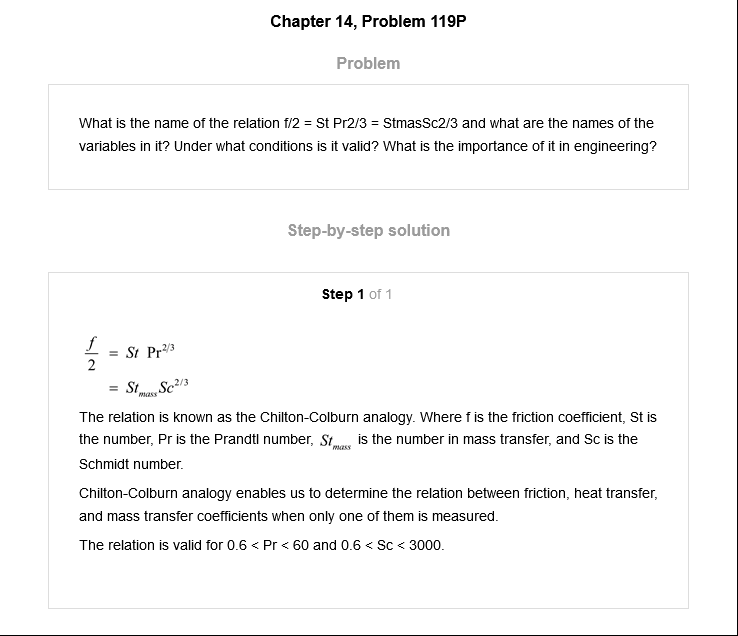 Chapter 14, Problem 119P
Problem
What is the name of the relation f/2 = St Pr2/3 = StmasSc2/3 and what are the names of the
variables in it? Under what conditions is it valid? What is the importance of it in engineering?
Step-by-step solution
Step 1 of 1
f/2 = St Pr^2/3
= St_mass Sc^2/3
The relation is known as the Chilton-Colburn analogy. Where f is the friction coefficient, St is
the number, Pr is the Prandtl number, St_mass is the number in mass transfer, and Sc is the
Schmidt number.
Chilton-Colburn analogy enables us to determine the relation between friction, heat transfer,
and mass transfer coefficients when only one of them is measured.
The relation is valid for 0.6 < Pr < 60 and 0.6 < Sc < 3000.